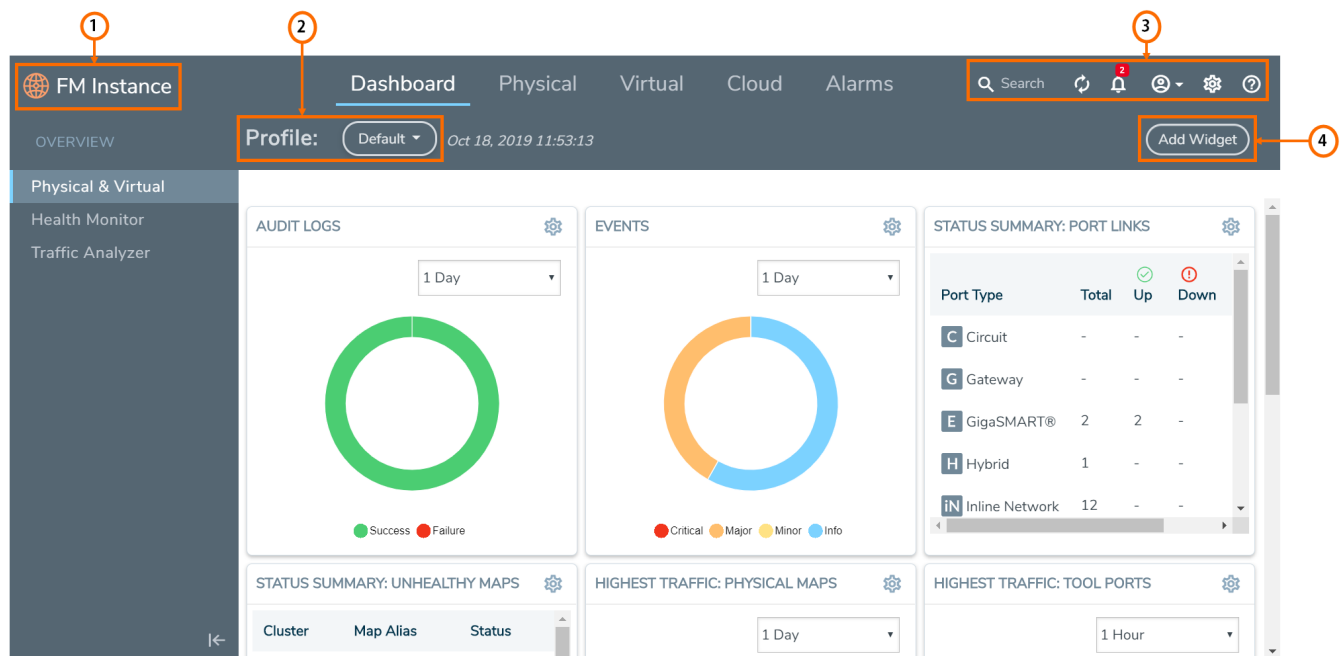 1
2
3
FM Instance
Dashboard Physical Virtual Cloud Alarms
Search
2
OVERVIEW
Profile: Default Oct 18, 2019 11:53:13
Add Widget
4
Physical & Virtual
Health Monitor
Traffic Analyzer
AUDIT LOGS
1 Day
Success Failure
EVENTS
1 Day
Critical Major Minor Info
STATUS SUMMARY: PORT LINKS
Port Type Total Up Down
C Circuit - - -
G Gateway - - -
E GigaSMART® 2 2 -
H Hybrid 1 - -
iN Inline Network 12 - -
STATUS SUMMARY: UNHEALTHY MAPS
Cluster Map Alias Status
HIGHEST TRAFFIC: PHYSICAL MAPS
1 Day
HIGHEST TRAFFIC: TOOL PORTS
1 Hour